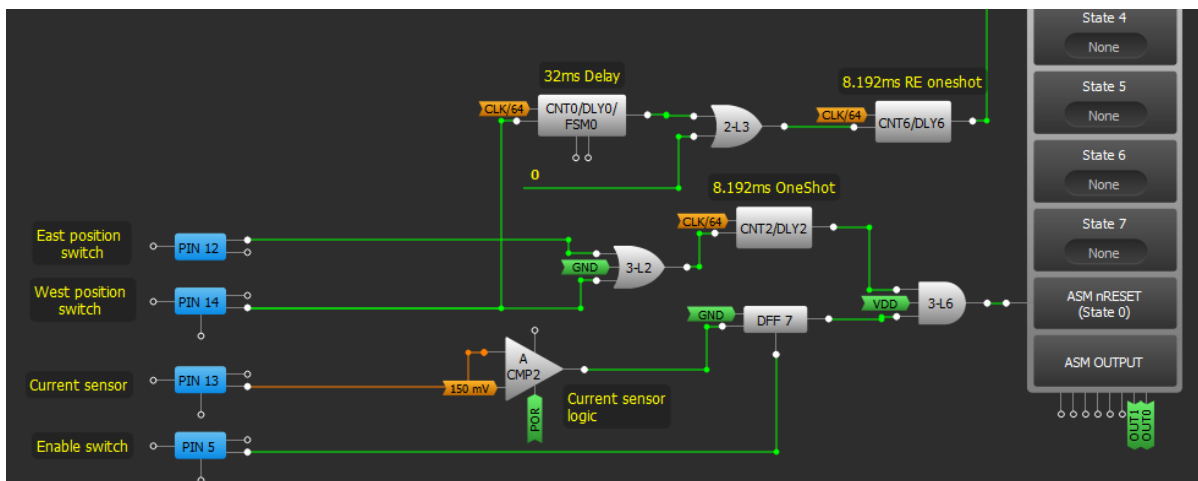 State 4
None
32ms Delay
8.192ms RE oneshot
State 5
None
CLK/64
CNT0/DLY0/
FSM0
2-L3
CLK/64
CNT6/DLY6
State 6
None
0
8.192ms OneShot
State 7
None
CLK/64
CNT2/DLY2
East position
switch
PIN 12
GND
3-L2
West position
switch
PIN 14
GND
DFF 7
VDD
3-L6
ASM nRESET
(State 0)
A
CMP2
ASM OUTPUT
Current sensor
PIN 13
150 mV
POR
Current sensor
logic
OUT1
OUT0
Enable switch
PIN 5